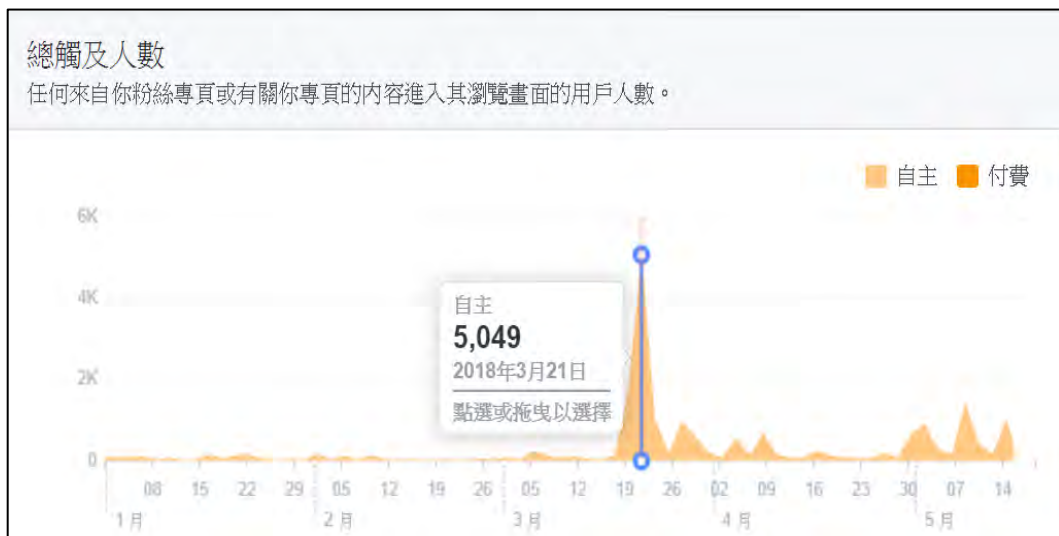 總觸及人數
任何來自你粉絲專頁或有關你專頁的內容進入其瀏覽畫面的用戶人數。
自主 付費
6K
4K
2K
0
自主
5,049
2018年3月21日
點選或拖曳以選擇
08 15 22 29 05 12 19 26 05 12 19 26 02 09 16 23 30 07 14
1月 2月 3月 4月 5月